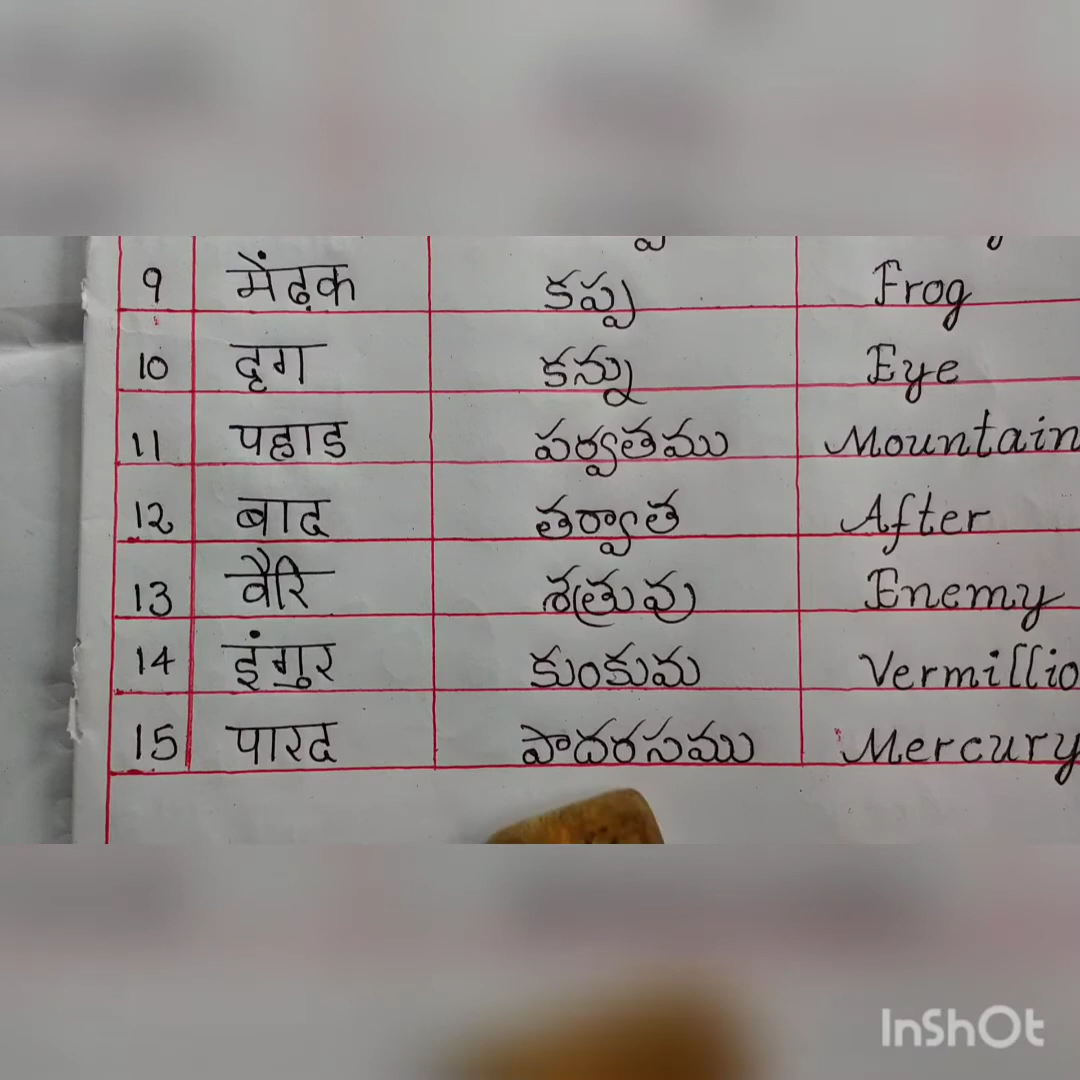 9 मेंढ़क కప్ప Frog
10 दृग కన్ను Eye
11 पहाड పర్వతము Mountain
12 बाद తర్వాత After
13 वैरि శత్రువు Enemy
14 इंगुर కుంకుమ Vermillio
15 पारद పాదరసము Mercury
InShOt